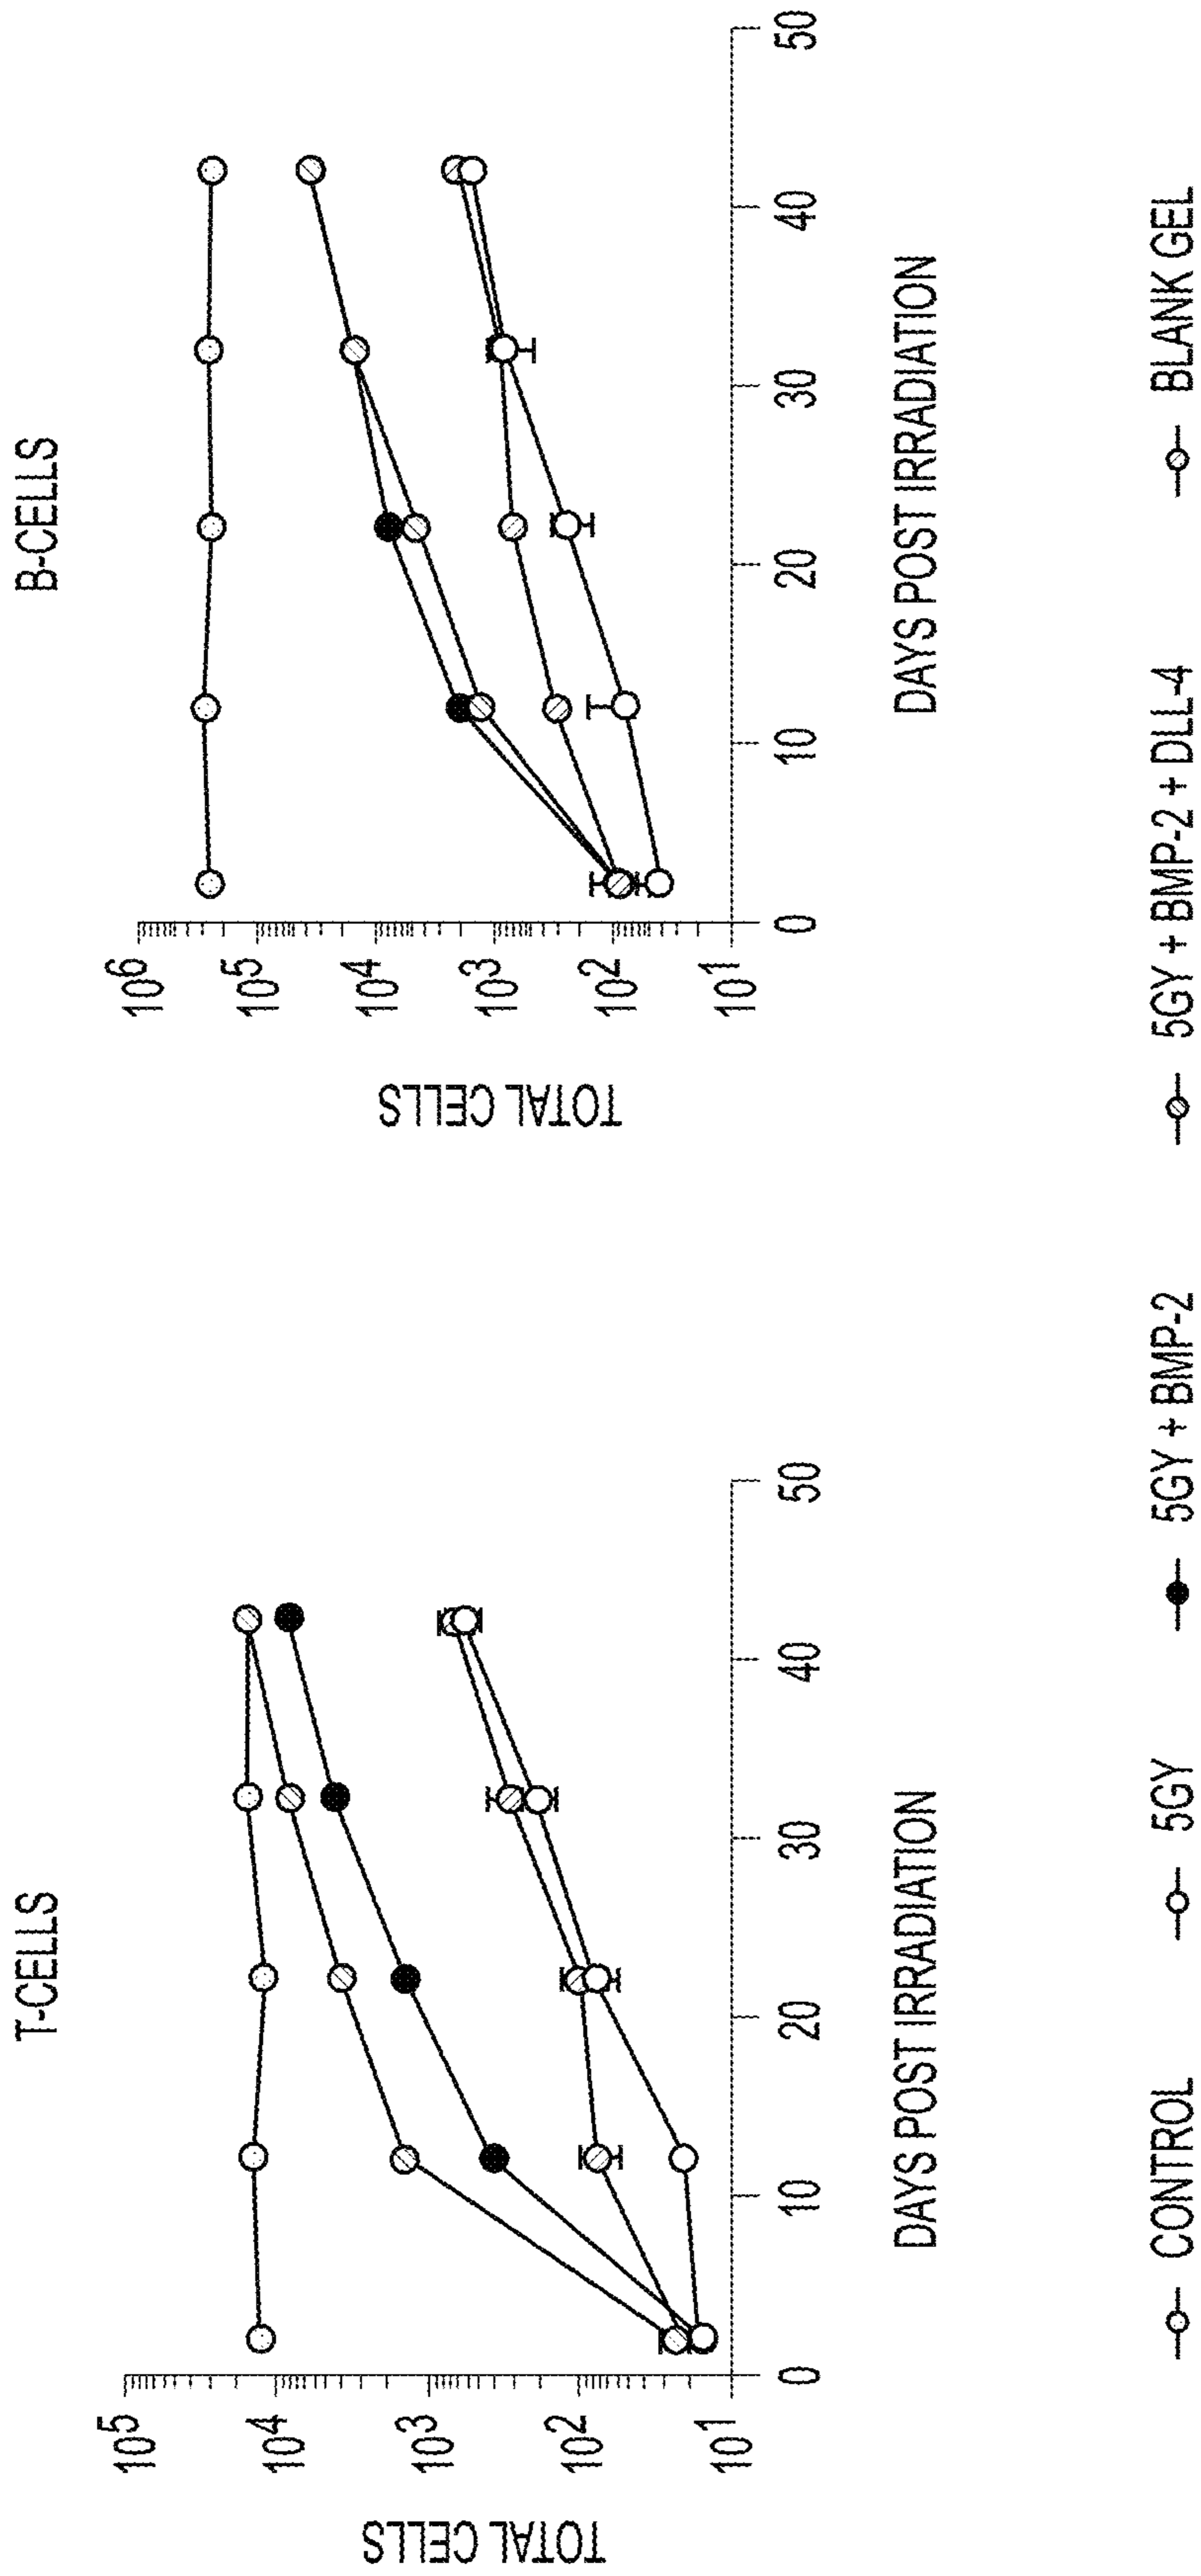 T-CELLS
TOTAL CELLS
10^5
10^4
10^3
10^2
10^1
0 10 20 30 40 50
DAYS POST IRRADIATION
B-CELLS
TOTAL CELLS
10^6
10^5
10^4
10^3
10^2
10^1
0 10 20 30 40 50
DAYS POST IRRADIATION
CONTROL 5GY 5GY + BMP-2 5GY + BMP-2 + DLL-4 BLANK GEL